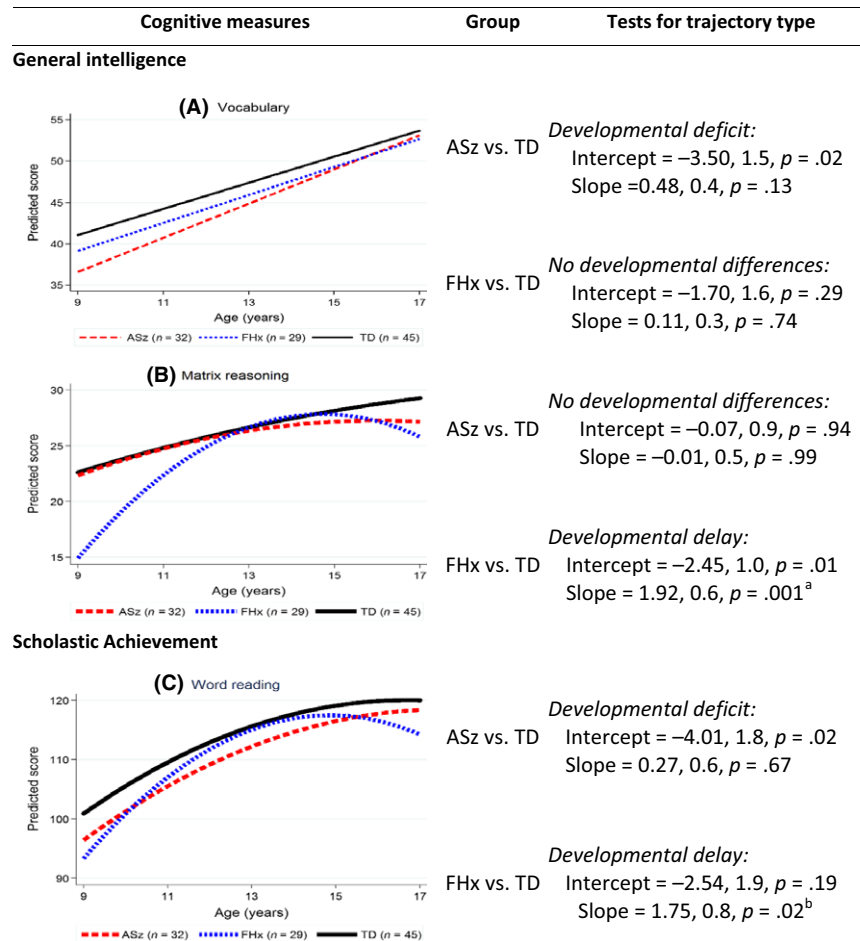 Cognitive measures Group Tests for trajectory type
General intelligence
(A) Vocabulary
Predicted score
55
50
45
40
35
9 11 13 15 17
Age (years)
ASz (n = 32) FHx (n = 29) TD (n = 45)
ASz vs. TD
Developmental deficit:
Intercept = –3.50, 1.5, p = .02
Slope =0.48, 0.4, p = .13
FHx vs. TD
No developmental differences:
Intercept = –1.70, 1.6, p = .29
Slope = 0.11, 0.3, p = .74
(B) Matrix reasoning
Predicted score
30
25
20
15
9 11 13 15 17
Age (years)
ASz (n = 32) FHx (n = 29) TD (n = 45)
ASz vs. TD
No developmental differences:
Intercept = –0.07, 0.9, p = .94
Slope = –0.01, 0.5, p = .99
FHx vs. TD
Developmental delay:
Intercept = –2.45, 1.0, p = .01
Slope = 1.92, 0.6, p = .001a
Scholastic Achievement
(C) Word reading
Predicted score
120
110
100
90
9 11 13 15 17
Age (years)
ASz (n = 32) FHx (n = 29) TD (n = 45)
ASz vs. TD
Developmental deficit:
Intercept = –4.01, 1.8, p = .02
Slope = 0.27, 0.6, p = .67
FHx vs. TD
Developmental delay:
Intercept = –2.54, 1.9, p = .19
Slope = 1.75, 0.8, p = .02b